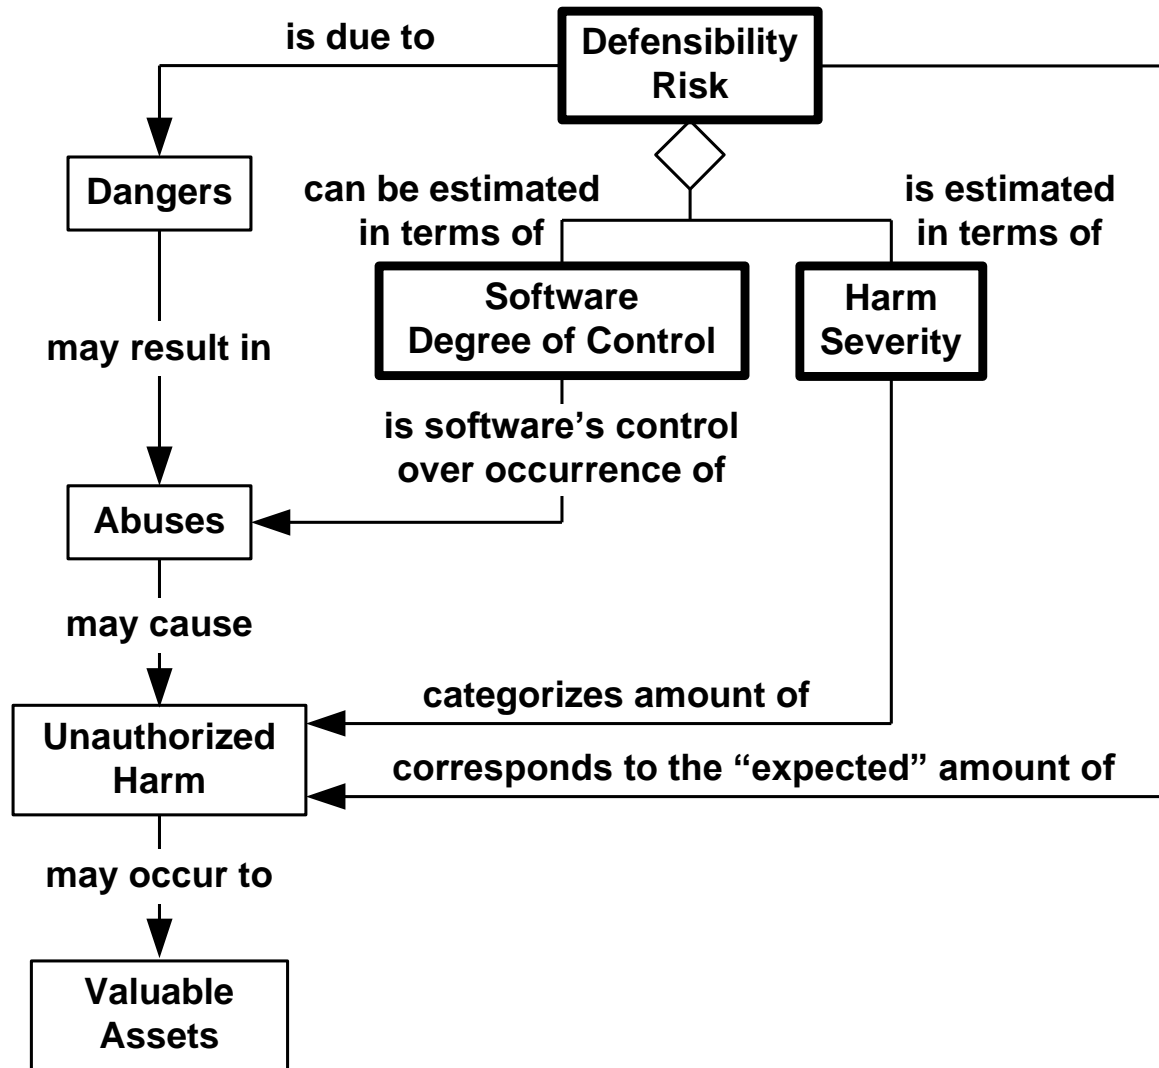 is due to
Defensibility
Risk
Dangers
can be estimated
in terms of
is estimated
in terms of
Software
Degree of Control
Harm
Severity
may result in
is software’s control
over occurrence of
Abuses
may cause
categorizes amount of
Unauthorized
Harm
corresponds to the “expected” amount of
may occur to
Valuable
Assets